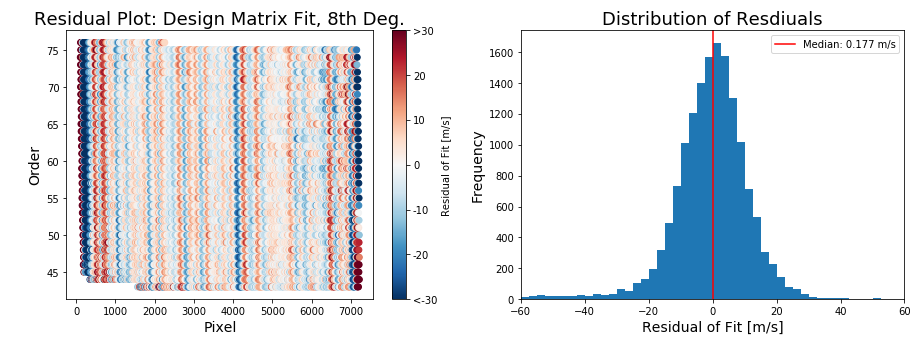 Residual Plot: Design Matrix Fit, 8th Deg.
75
70
65
60
55
50
45
Order
0 1000 2000 3000 4000 5000 6000 7000
Pixel
>30
20
10
0
-10
-20
<-30
Residual of Fit [m/s]
Distribution of Resdiuals
Median: 0.177 m/s
1600
1400
1200
1000
800
600
400
200
0
Frequency
−60 −40 −20 0 20 40 60
Residual of Fit [m/s]